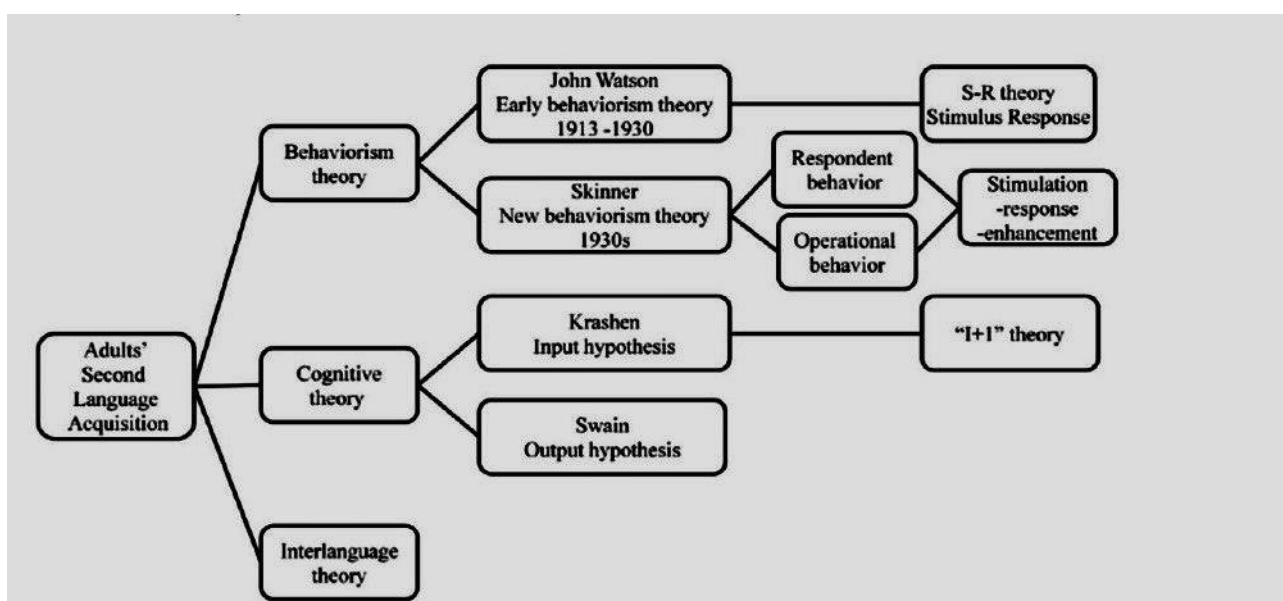 John Watson
Early behaviorism theory
1913 -1930
S-R theory
Stimulus Response
Behaviorism
theory
Respondent
behavior
Skinner
New behaviorism theory
1930s
Stimulation
-response
-enhancement
Operational
behavior
Krashen
Input hypothesis
“I+1” theory
Adults’
Second
Language
Acquisition
Cognitive
theory
Swain
Output hypothesis
Interlanguage
theory